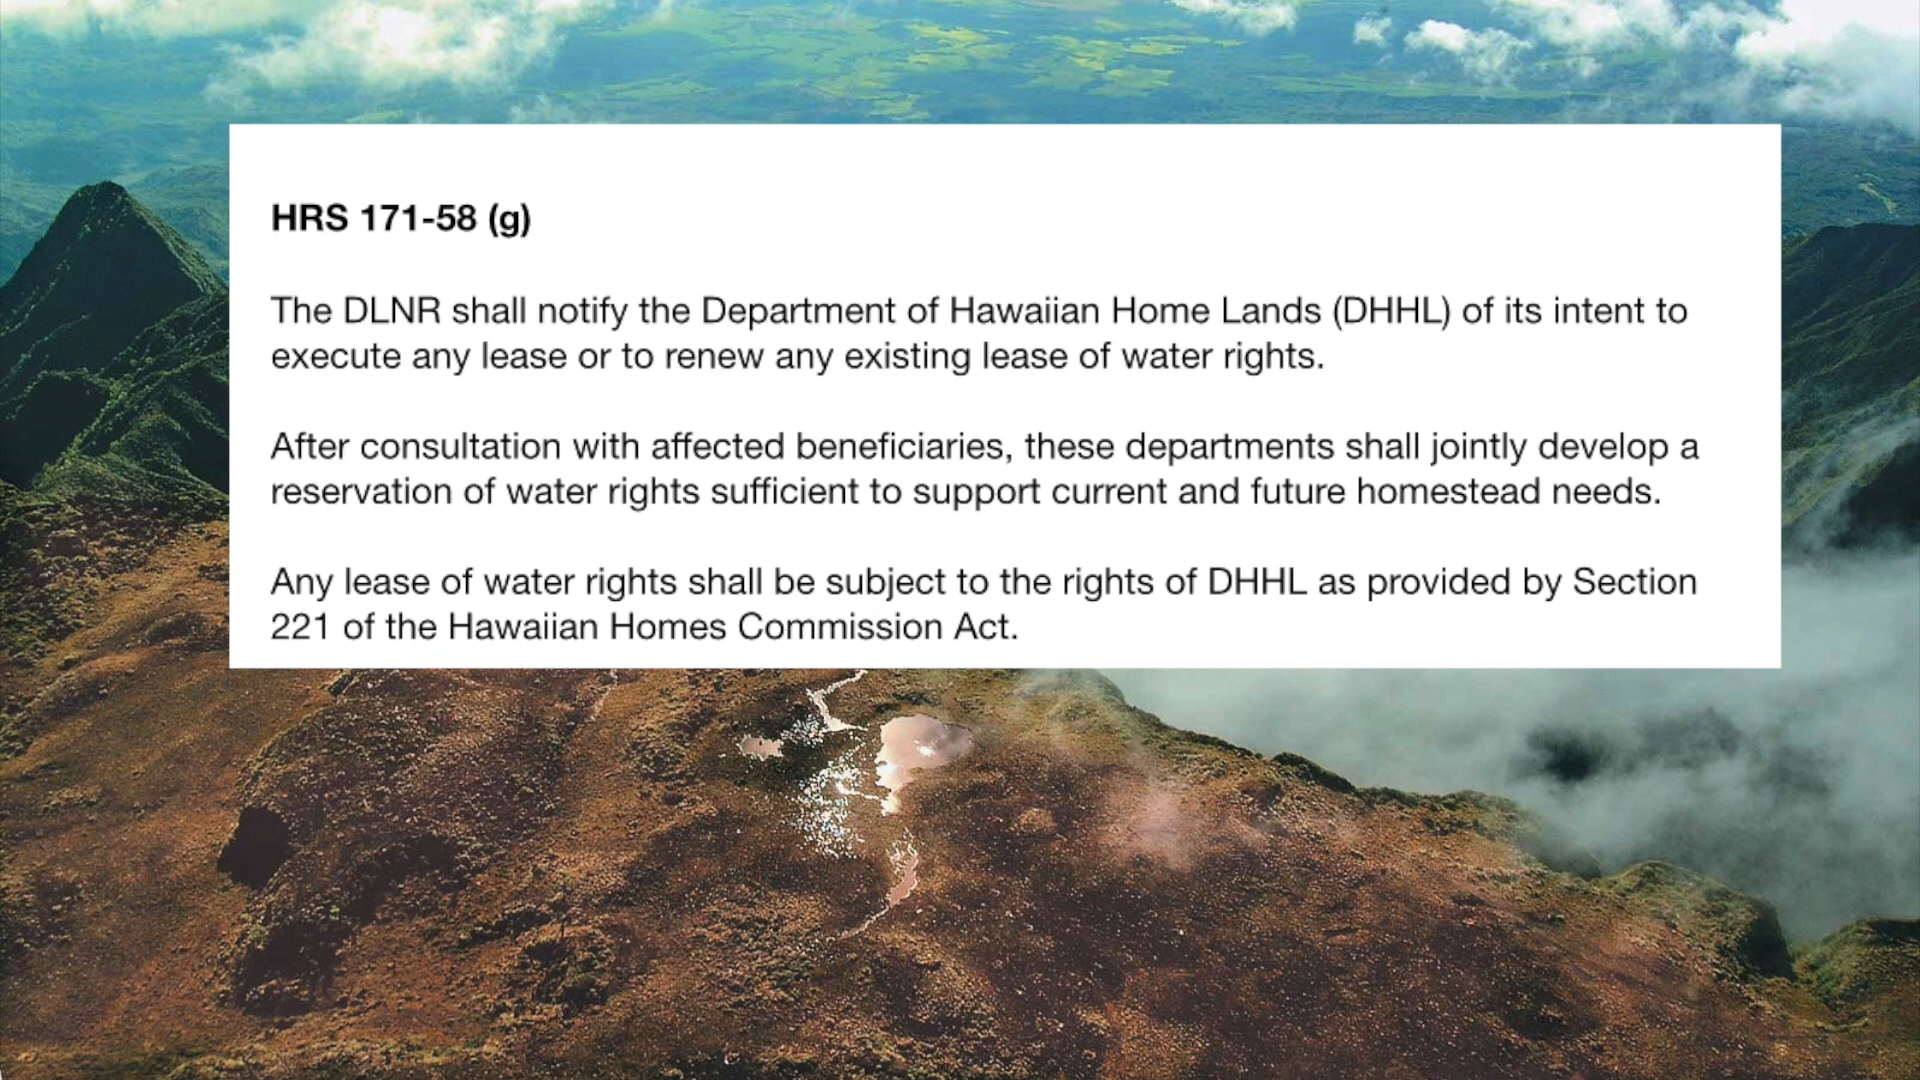 HRS 171-58 (g)
The DLNR shall notify the Department of Hawaiian Home Lands (DHHL) of its intent to
execute any lease or to renew any existing lease of water rights.
After consultation with affected beneficiaries, these departments shall jointly develop a
reservation of water rights sufficient to support current and future homestead needs.
Any lease of water rights shall be subject to the rights of DHHL as provided by Section
221 of the Hawaiian Homes Commission Act.